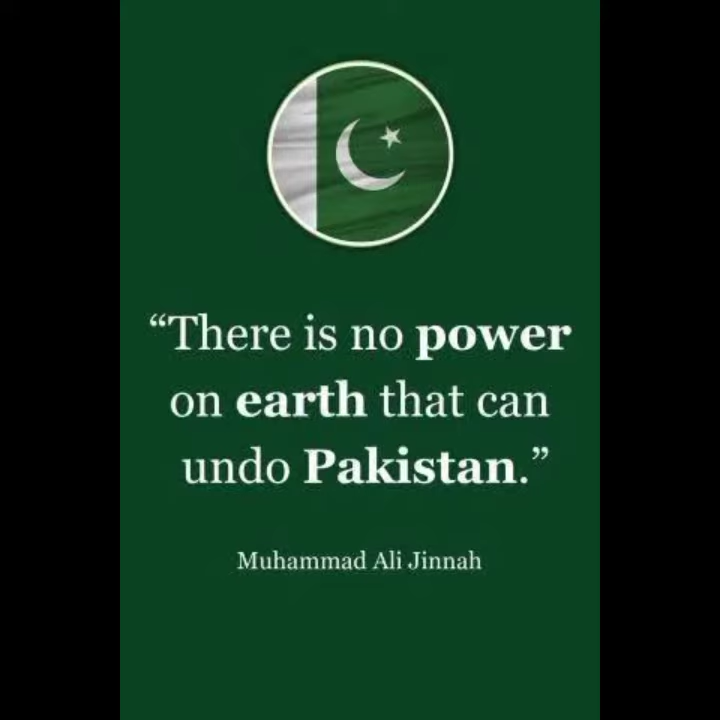 “There is no power
on earth that can
undo Pakistan.”
Muhammad Ali Jinnah